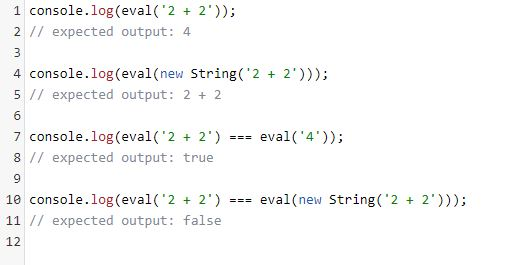 1 console.log(eval('2 + 2'));
2 // expected output: 4
3
4 console.log(eval(new String('2 + 2')));
5 // expected output: 2 + 2
6
7 console.log(eval('2 + 2') === eval('4'));
8 // expected output: true
9
10 console.log(eval('2 + 2') === eval(new String('2 + 2')));
11 // expected output: false
12